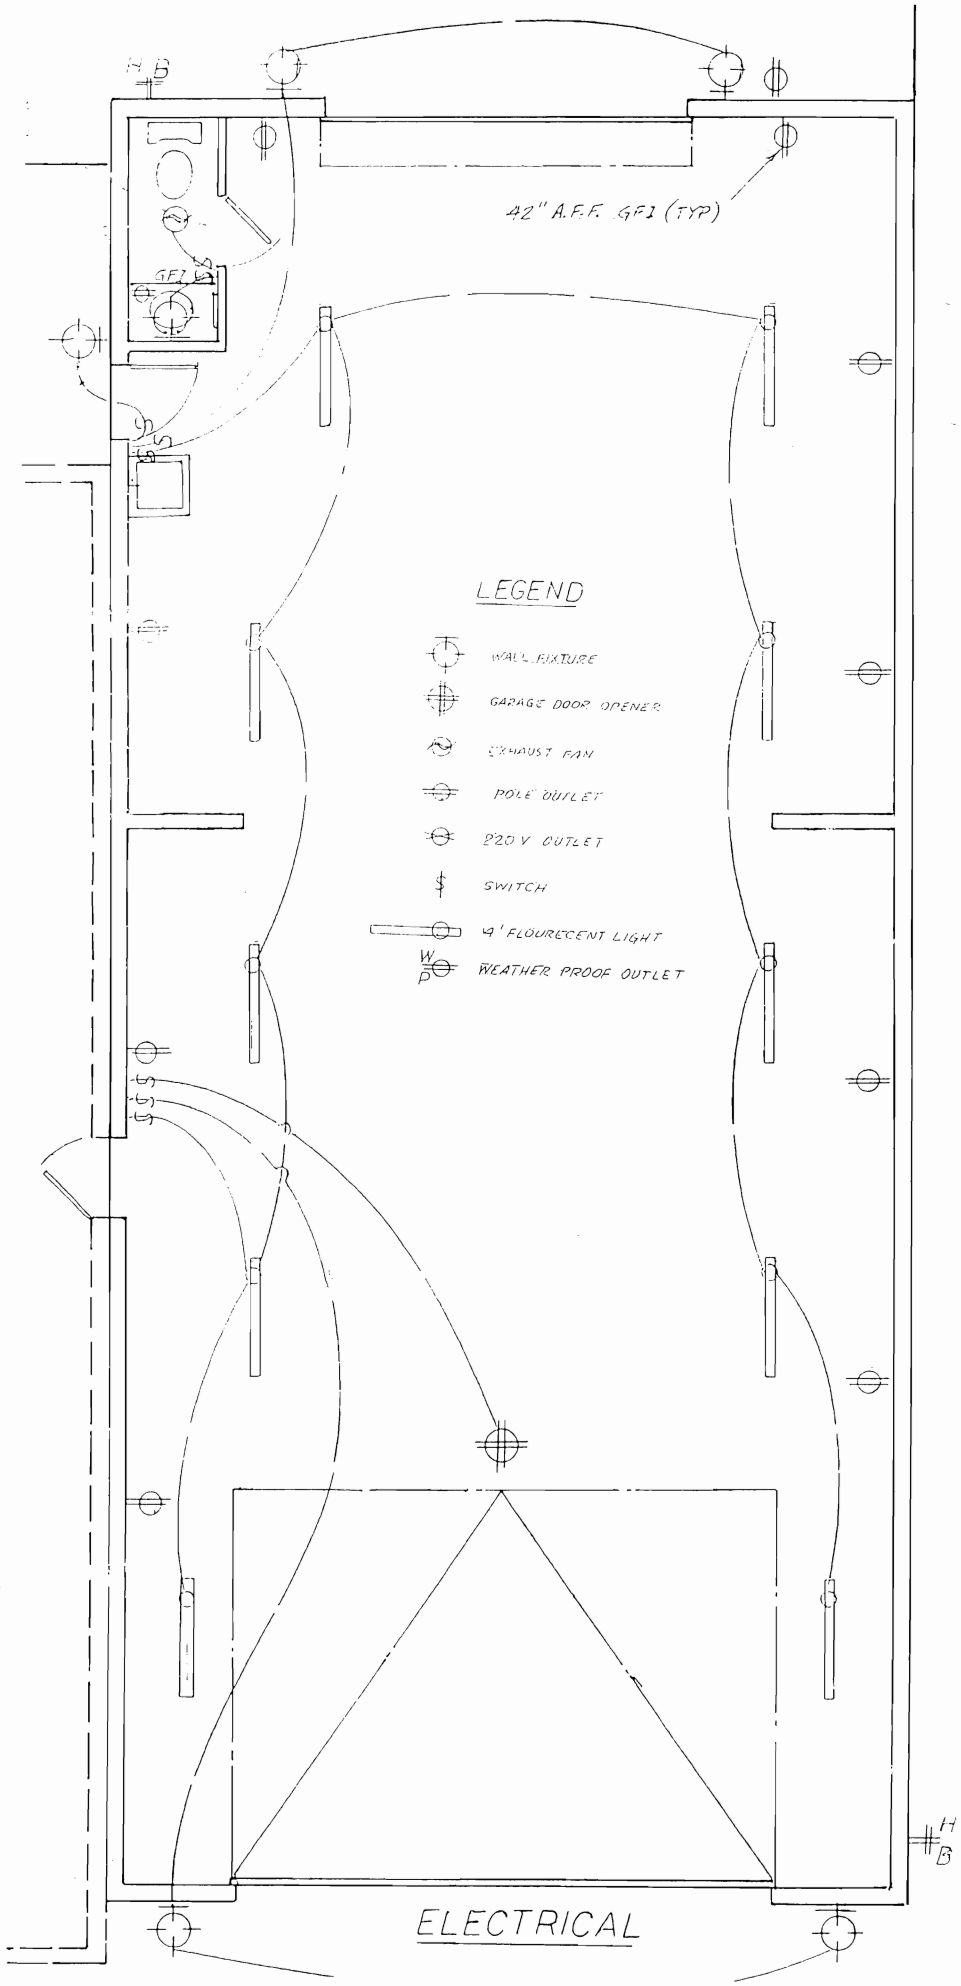 H B
42" A.F.F. GFI (TYP)
GFI
$ $
$
$ $
LEGEND
WALL FIXTURE
GARAGE DOOR OPENER
EXHAUST FAN
POLE OUTLET
220 V OUTLET
$ SWITCH
4' FLOURECENT LIGHT
W
P WEATHER PROOF OUTLET
$
$
$
H
B
ELECTRICAL